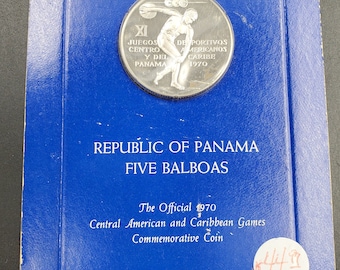 XI
JUEGOS DEPORTIVOS
CENTRO AMERICANOS
Y DEL CARIBE
PANAMA 1970
REPUBLIC OF PANAMA
FIVE BALBOAS
The Official 1970
Central American and Caribbean Games
Commemorative Coin